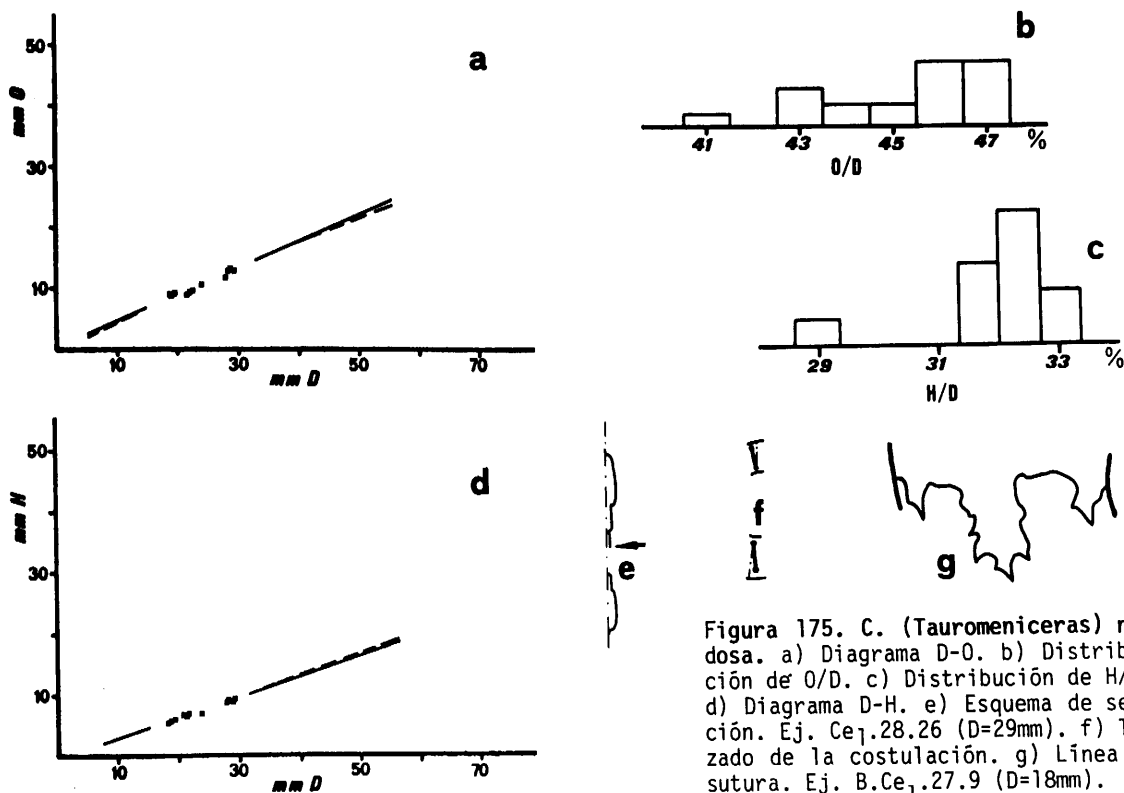 a
50
30
10
mm O
10
30
50
70
mm D
b
41
43
45
47
%
O/D
c
29
31
33
%
H/D
d
50
30
10
mm H
10
30
50
70
mm D
e
f
g
Figura 175. C. (Tauromeniceras)
dosa. a) Diagrama D-O. b) Distrib
ción de O/D. c) Distribución de H/
d) Diagrama D-H. e) Esquema de se
ción. Ej. Ce₁.28.26 (D=29mm). f) T
zado de la costulación. g) Línea
sutura. Ej. B.Ce₁.27.9 (D=18mm).